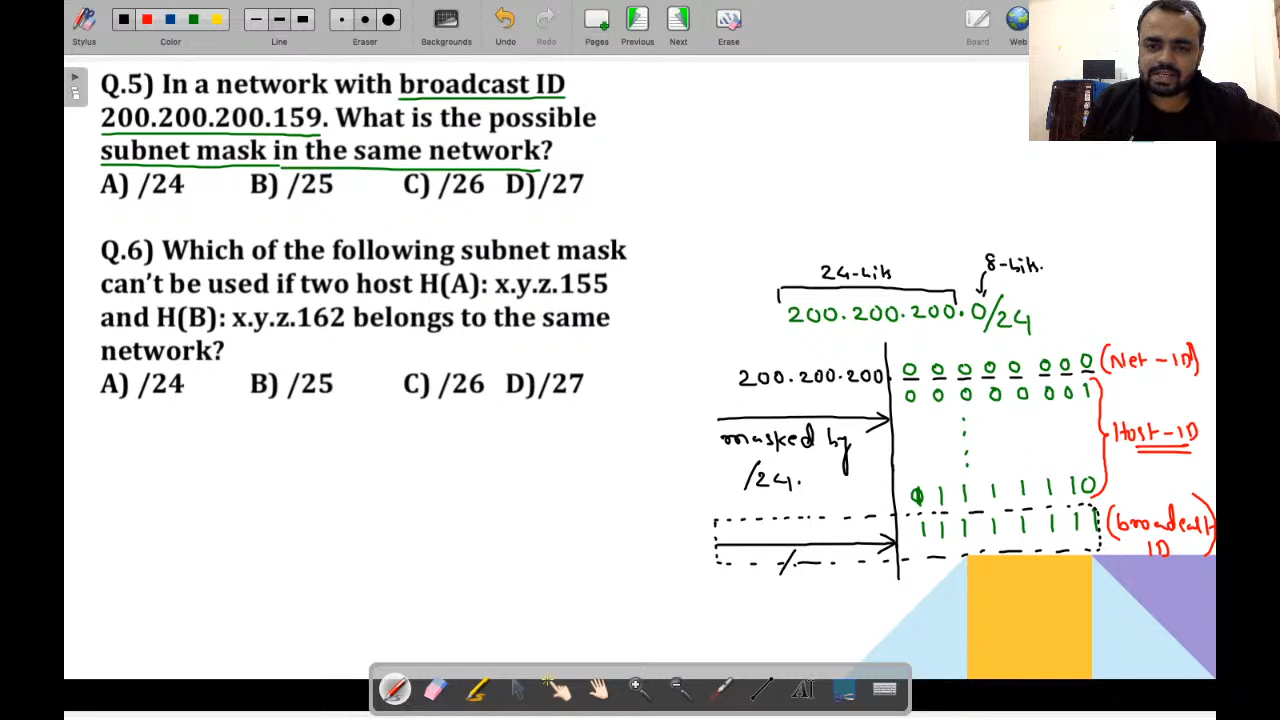 Stylus
Color
Line
Eraser
Backgrounds
Undo
Redo
Pages
Previous
Next
Erase
Board
Web
Q.5) In a network with broadcast ID
200.200.200.159. What is the possible
subnet mask in the same network?
A) /24 B) /25 C) /26 D)/27
Q.6) Which of the following subnet mask
can't be used if two host H(A): x.y.z.155
and H(B): x.y.z.162 belongs to the same
network?
A) /24 B) /25 C) /26 D)/27
24-bits
8-bits.
200.200.200.0/24
200.200.200. 0 0 0 0 0 0 0 0 (Net-ID)
0 0 0 0 0 0 0 1
masked by
/24.
Host-ID
1 1 1 1 1 1 0
1 1 1 1 1 1 1 1 (broadcast
ID)
/